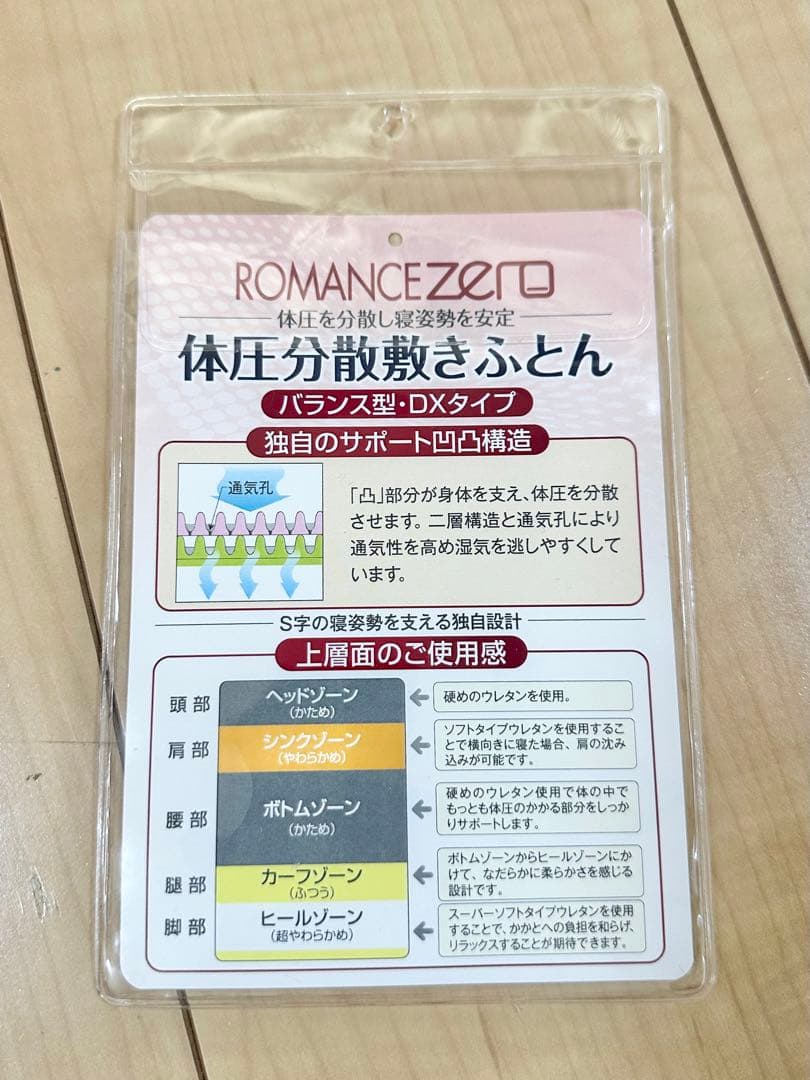 ROMANCE zero
体圧を分散し寝姿勢を安定
体圧分散敷きふとん
バランス型・DXタイプ
独自のサポート凹凸構造
通気孔
「凸」部分が身体を支え、体圧を分散
させます。二層構造と通気孔により
通気性を高め湿気を逃しやすくして
います。
S字の寝姿勢を支える独自設計
上層面のご使用感
頭部
ヘッドゾーン
(かため)
硬めのウレタンを使用。
肩部
シンクゾーン
(やわらかめ)
ソフトタイプウレタンを使用するこ
とで横向きに寝た場合、肩の沈み
込みが可能です。
腰部
ボトムゾーン
(かため)
硬めのウレタン使用で体の中で
もっとも体圧のかかる部分をしっか
りサポートします。
腿部
カーフゾーン
(ふつう)
ボトムゾーンからヒールゾーンにか
けて、なだらかに柔らかさを感じる
設計です。
脚部
ヒールゾーン
(超やわらかめ)
スーパーソフトタイプウレタンを使用
することで、かかとへの負担を和らげ、
リラックスすることが期待できます。